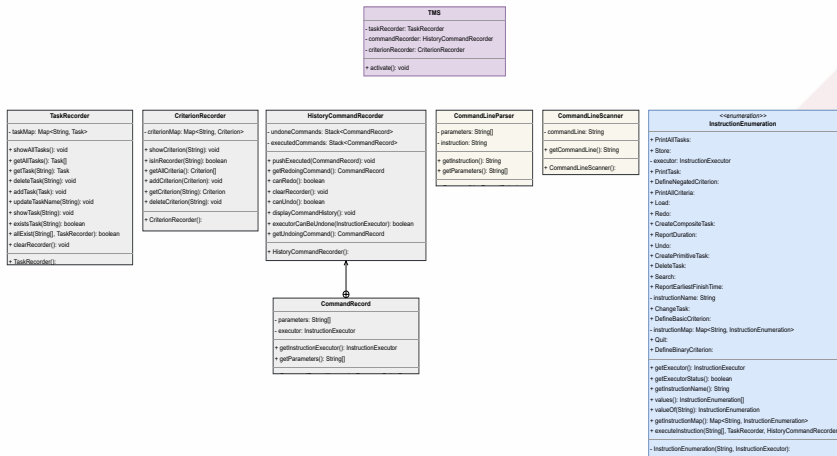 TMS
- taskRecorder: TaskRecorder
- commandRecorder: HistoryCommandRecorder
- criterionRecorder: CriterionRecorder
+ activate(): void
TaskRecorder
- taskMap: Map<String, Task>
+ showAllTasks(): void
+ getAllTasks(): Task[]
+ getTask(String): Task
+ deleteTask(String): void
+ addTask(Task): void
+ updateTaskName(String): void
+ showTask(String): void
+ existsTask(String): boolean
+ allExist(String[], TaskRecorder): boolean
+ clearRecorder(): void
+ TaskRecorder():
CriterionRecorder
- criterionMap: Map<String, Criterion>
+ showCriterion(String): void
+ isInRecorder(String): boolean
+ getAllCriteria(): Criterion[]
+ addCriterion(Criterion): void
+ getCriterion(String): Criterion
+ deleteCriterion(String): void
+ CriterionRecorder():
HistoryCommandRecorder
- undoneCommands: Stack<CommandRecord>
- executedCommands: Stack<CommandRecord>
+ pushExecuted(CommandRecord): void
+ getRedoingCommand(): CommandRecord
+ canRedo(): boolean
+ clearRecorder(): void
+ canUndo(): boolean
+ displayCommandHistory(): void
+ executorCanBeUndone(InstructionExecutor): boolean
+ getUndoingCommand(): CommandRecord
+ HistoryCommandRecorder():
CommandRecord
- parameters: String[]
- executor: InstructionExecutor
+ getInstructionExecutor(): InstructionExecutor
+ getParameters(): String[]
CommandLineParser
- parameters: String[]
- instruction: String
+ getInstruction(): String
+ getParameters(): String[]
CommandLineScanner
- commandLine: String
+ getCommandLine(): String
+ CommandLineScanner():
<<enumeration>>
InstructionEnumeration
+ PrintAllTasks:
+ Store:
- executor: InstructionExecutor
+ PrintTask:
+ DefineNegatedCriterion:
+ PrintAllCriteria:
+ Load:
+ Redo:
+ CreateCompositeTask:
+ ReportDuration:
+ Undo:
+ CreatePrimitiveTask:
+ DeleteTask:
+ Search:
+ ReportEarliestFinishTime:
- instructionName: String
+ ChangeTask:
+ DefineBasicCriterion:
- instructionMap: Map<String, InstructionEnumeration>
+ Quit:
+ DefineBinaryCriterion:
+ getExecutor(): InstructionExecutor
+ getExecutorStatus(): boolean
+ getInstructionName(): String
+ values(): InstructionEnumeration[]
+ valueOf(String): InstructionEnumeration
+ getInstructionMap(): Map<String, InstructionEnumeration>
+ executeInstruction(String[], TaskRecorder, HistoryCommandRecorder
- InstructionEnumeration(String, InstructionExecutor):